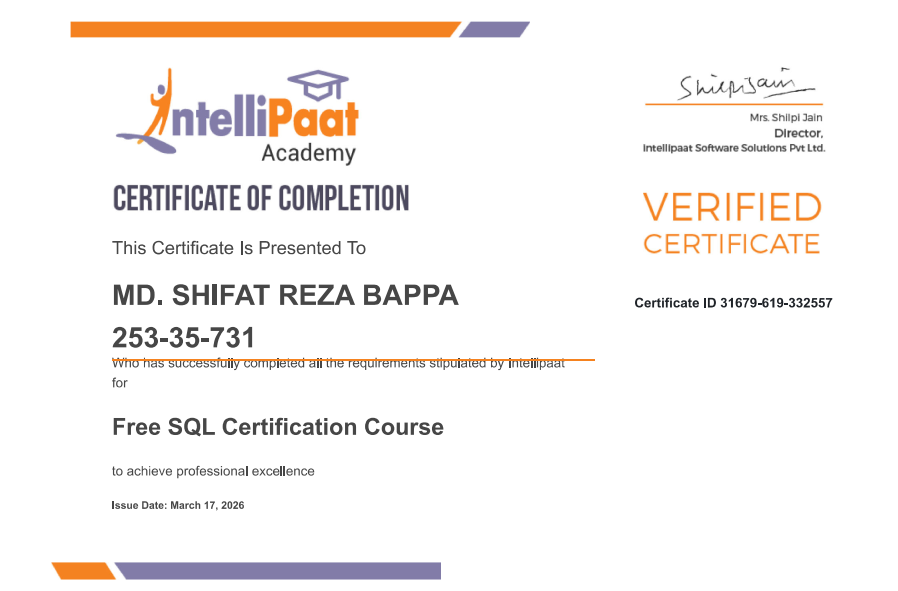 IntelliPaat
Academy
CERTIFICATE OF COMPLETION
This Certificate Is Presented To
MD. SHIFAT REZA BAPPA
253-35-731
Who has successfully completed all the requirements stipulated by Intellipaat
for
Free SQL Certification Course
to achieve professional excellence
Issue Date: March 17, 2026
Shilpi Jain
Mrs. Shilpi Jain
Director,
Intellipaat Software Solutions Pvt Ltd.
VERIFIED
CERTIFICATE
Certificate ID 31679-619-332557